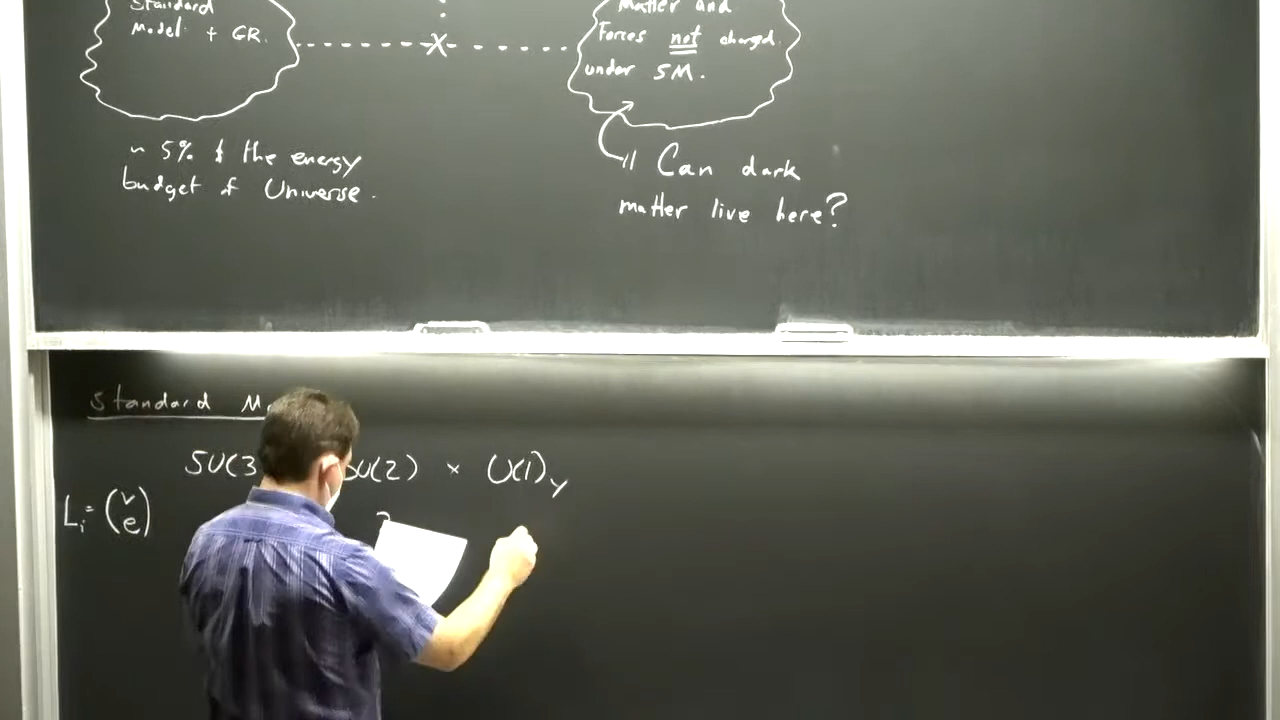 Standard
Model + GR.
Matter and
Forces not charged
under SM.
~ 5% of the energy
budget of Universe.
" Can dark
matter live here?
Standard M
SU(3 SU(2) × U(1)Y
Li = (ν e) 2